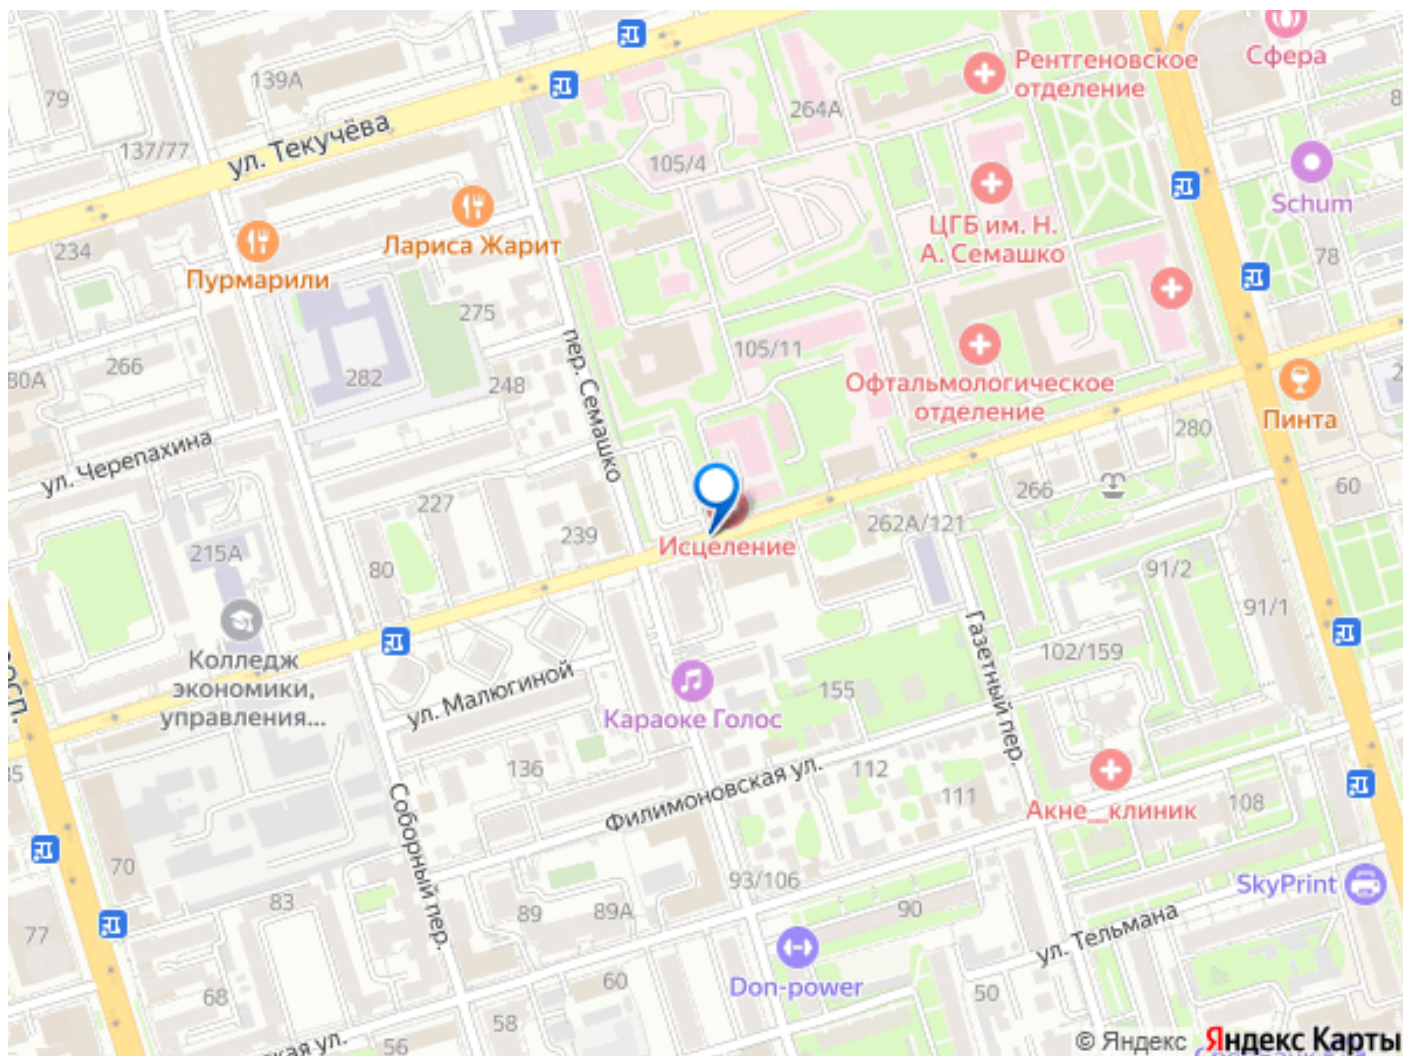 Сфера
Рентгеновское
отделение
139А
79
264А
ул. Текучёва
137/77
105/4
Schum
ЦГБ им. Н.
А. Семашко
Лариса Жарит
234
78
Пурмарили
275
пер. Семашко
105/11
266
282
248
Офтальмологическое
отделение
Пинта
280
ул. Черепахина
227
266
60
262А/121
239
Исцеление
215А
80
91/2
91/1
Газетный пер.
Колледж
экономики,
управления...
102/159
ул. Малюгиной
155
Караоке Голос
136
Филимоновская ул.
112
111
Акне_клиник
108
Соборный пер.
70
93/106
SkyPrint
83
89
89А
90
77
ул. Тельмана
60
Don-power
68
50
58
56
© Яндекс Яндекс Карты